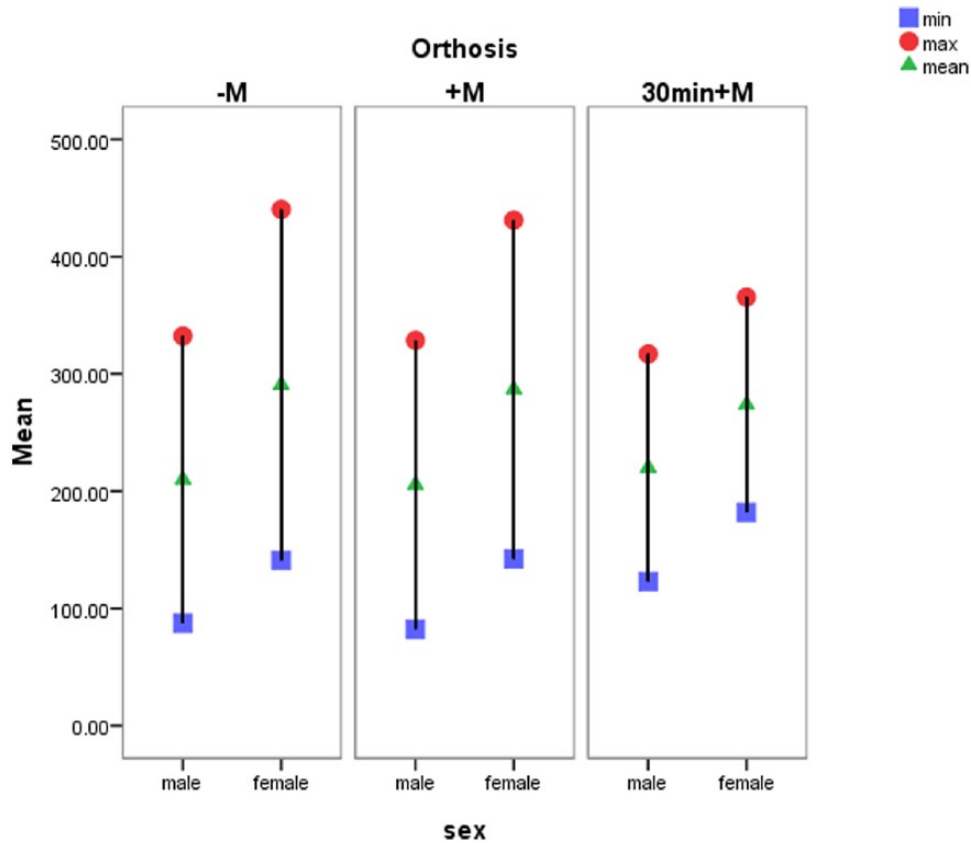 min
max
mean
Orthosis
-M +M 30min+M
500.00
400.00
300.00
200.00
100.00
0.00
Mean
male female male female male female
sex